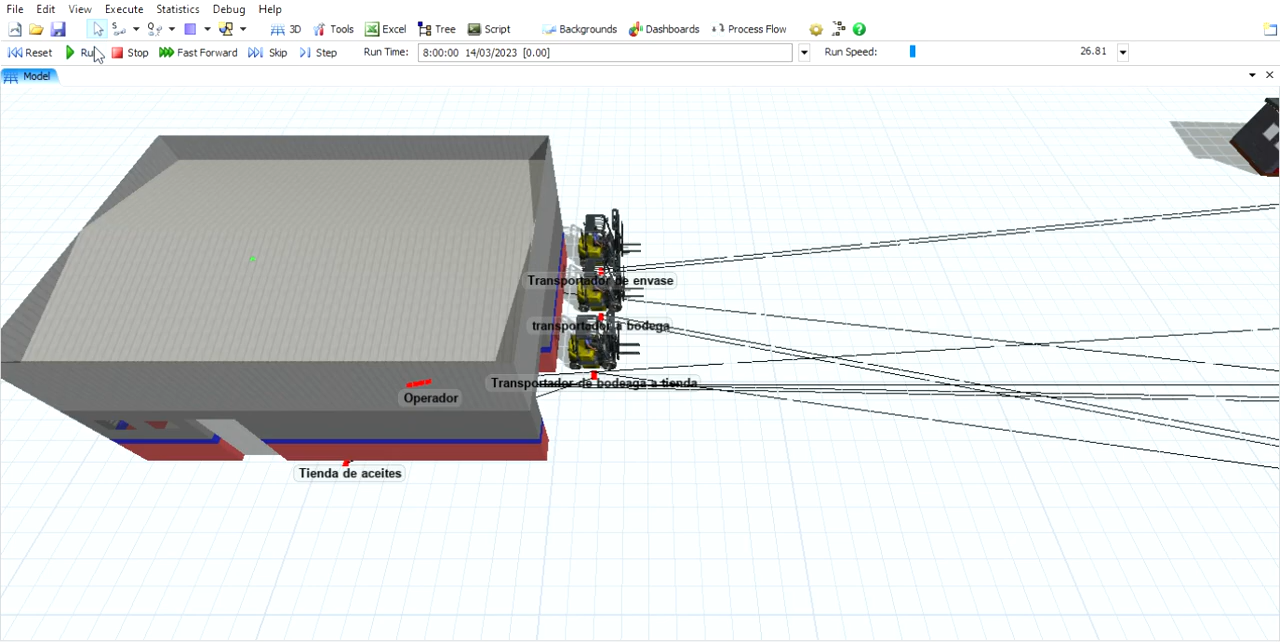 File Edit View Execute Statistics Debug Help
3D Tools Excel Tree Script Backgrounds Dashboards Process Flow
Reset Run Stop Fast Forward Skip Step Run Time: 8:00:00 14/03/2023 [0.00] Run Speed: 26.81
Model
Transportador de envase
transportador a bodega
Transportador de bodeaga a tienda
Operador
Tienda de aceites